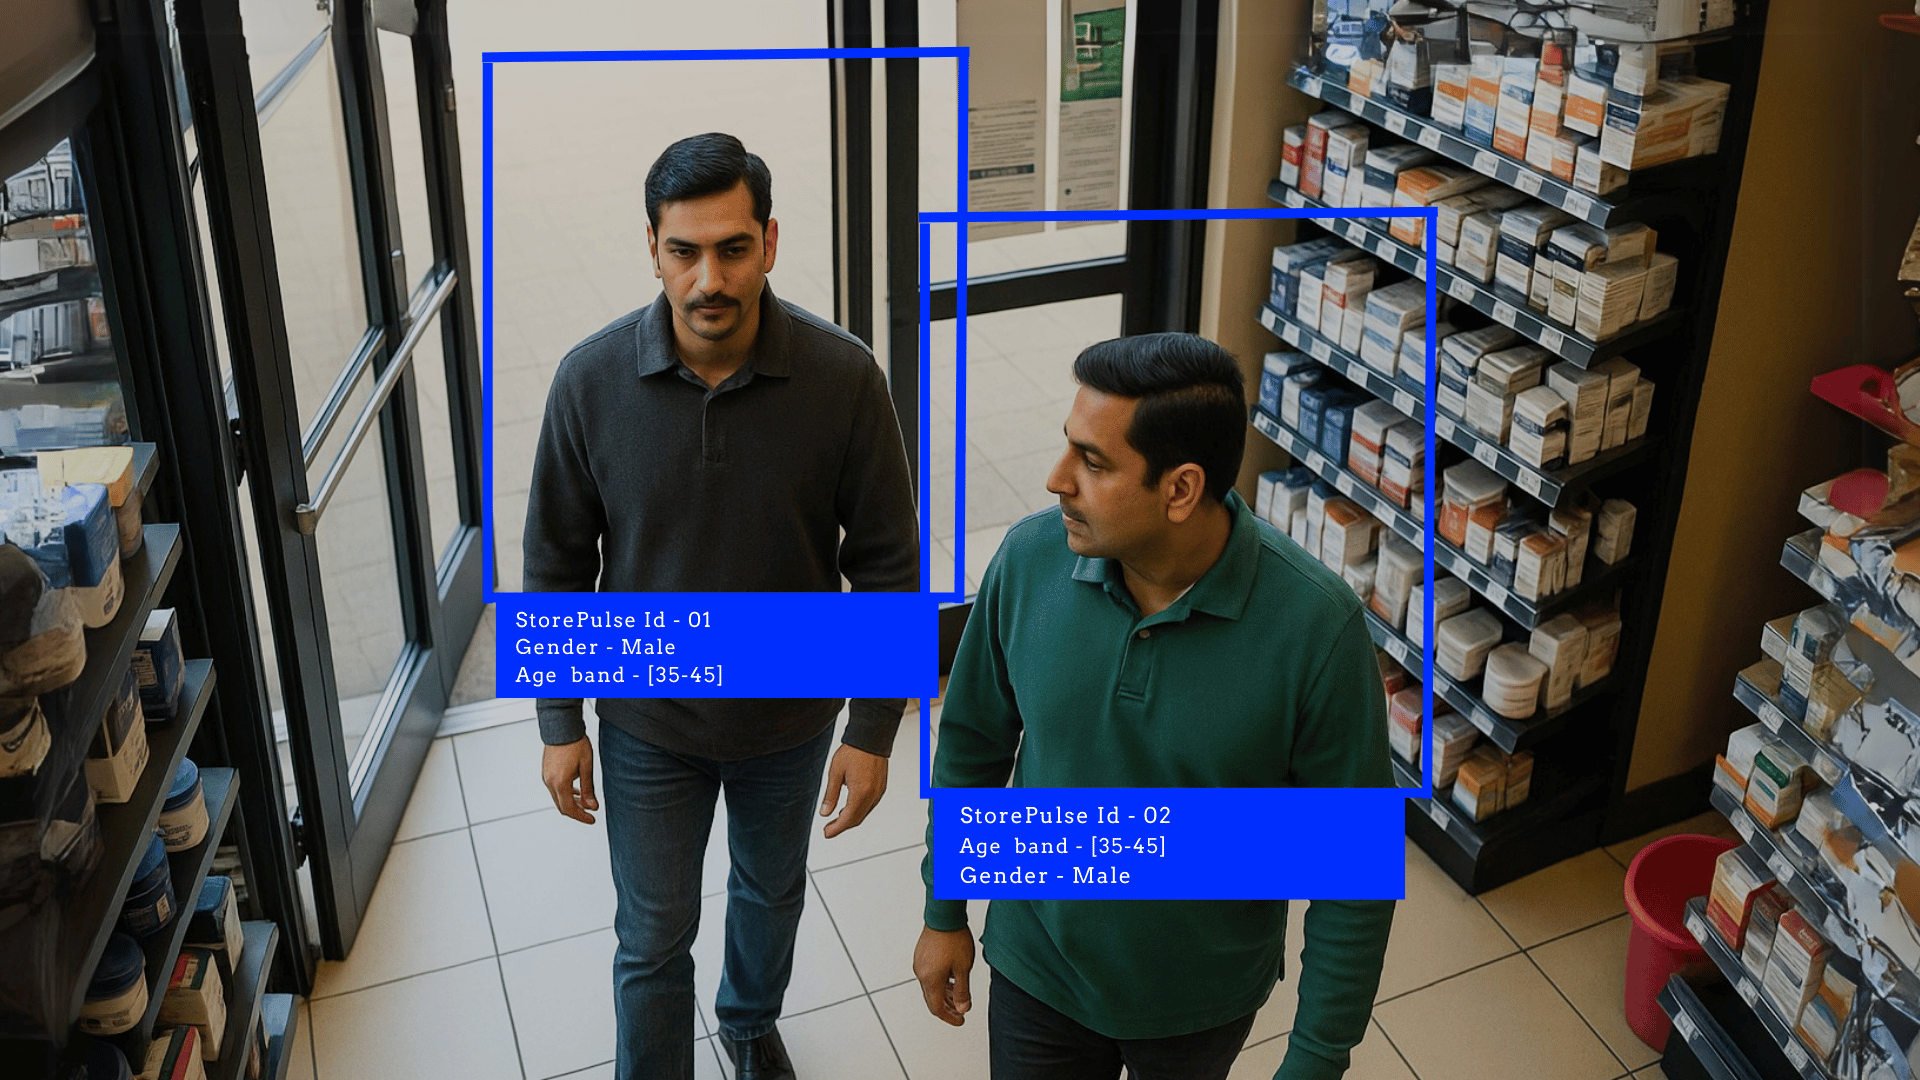 StorePulse Id - 01
Gender - Male
Age band - [35-45]
StorePulse Id - 02
Age band - [35-45]
Gender - Male